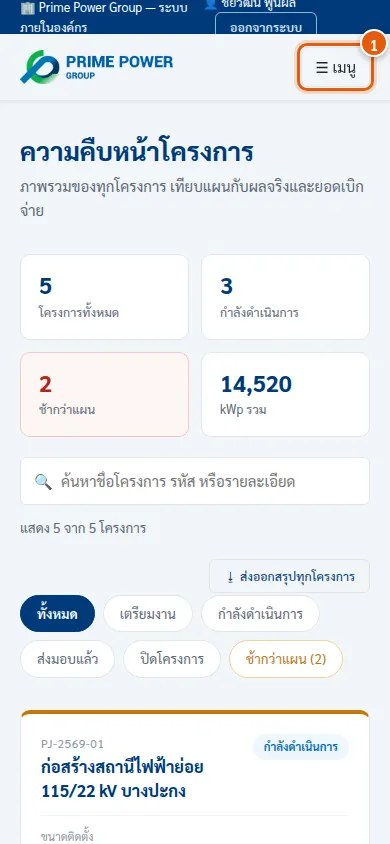 🏢 Prime Power Group — ระบบ
ภายในองค์กร
👤 ชัยวัฒน์ พูนผล
ออกจากระบบ
PRIME POWER
GROUP
☰ เมนู
1
ความคืบหน้าโครงการ
ภาพรวมของทุกโครงการ เทียบแผนกับผลจริงและยอดเบิก
จ่าย
5
โครงการทั้งหมด
3
กำลังดำเนินการ
2
ช้ากว่าแผน
14,520
kWp รวม
🔍 ค้นหาชื่อโครงการ รหัส หรือรายละเอียด
แสดง 5 จาก 5 โครงการ
⭳ ส่งออกสรุปทุกโครงการ
ทั้งหมด
เตรียมงาน
กำลังดำเนินการ
ส่งมอบแล้ว
ปิดโครงการ
ช้ากว่าแผน (2)
PJ-2569-01
กำลังดำเนินการ
ก่อสร้างสถานีไฟฟ้าย่อย
115/22 kV บางปะกง
ขนาดติดตั้ง